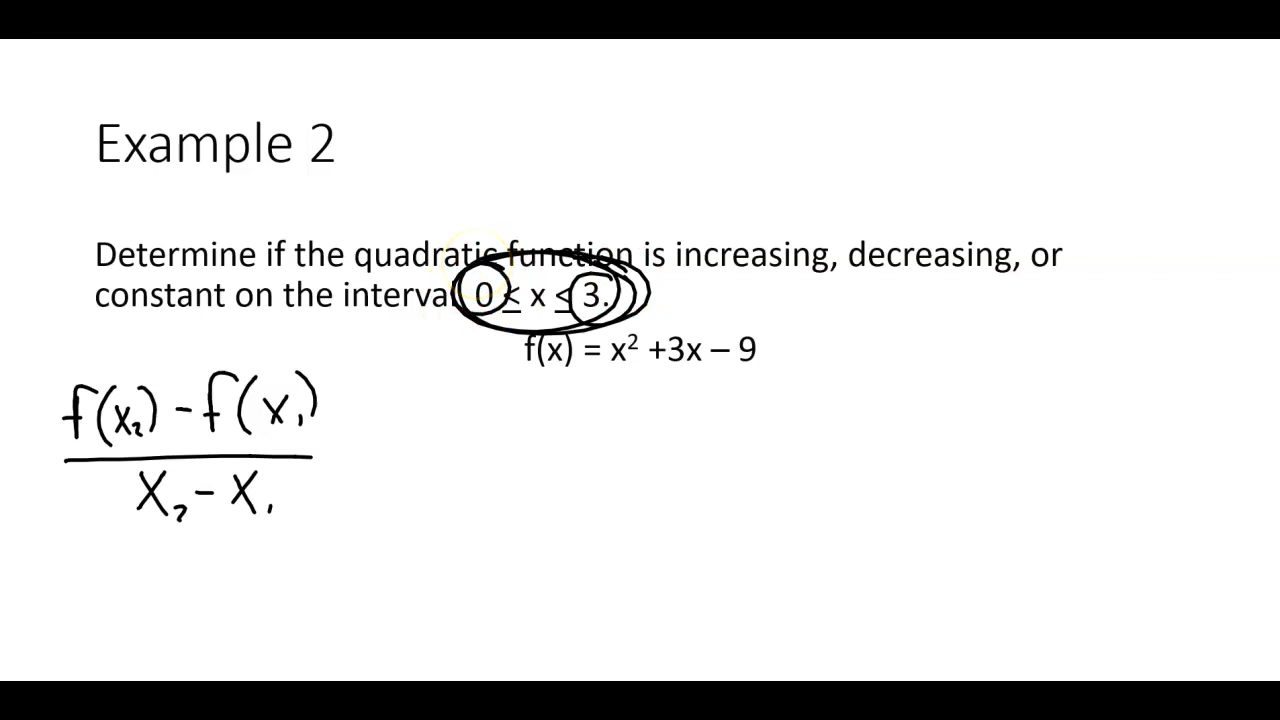 Example 2
Determine if the quadratic function is increasing, decreasing, or
constant on the interval 0 ≤ x ≤ 3.
f(x) = x² +3x – 9
f(x₂) - f(x₁)
x₂ - x₁